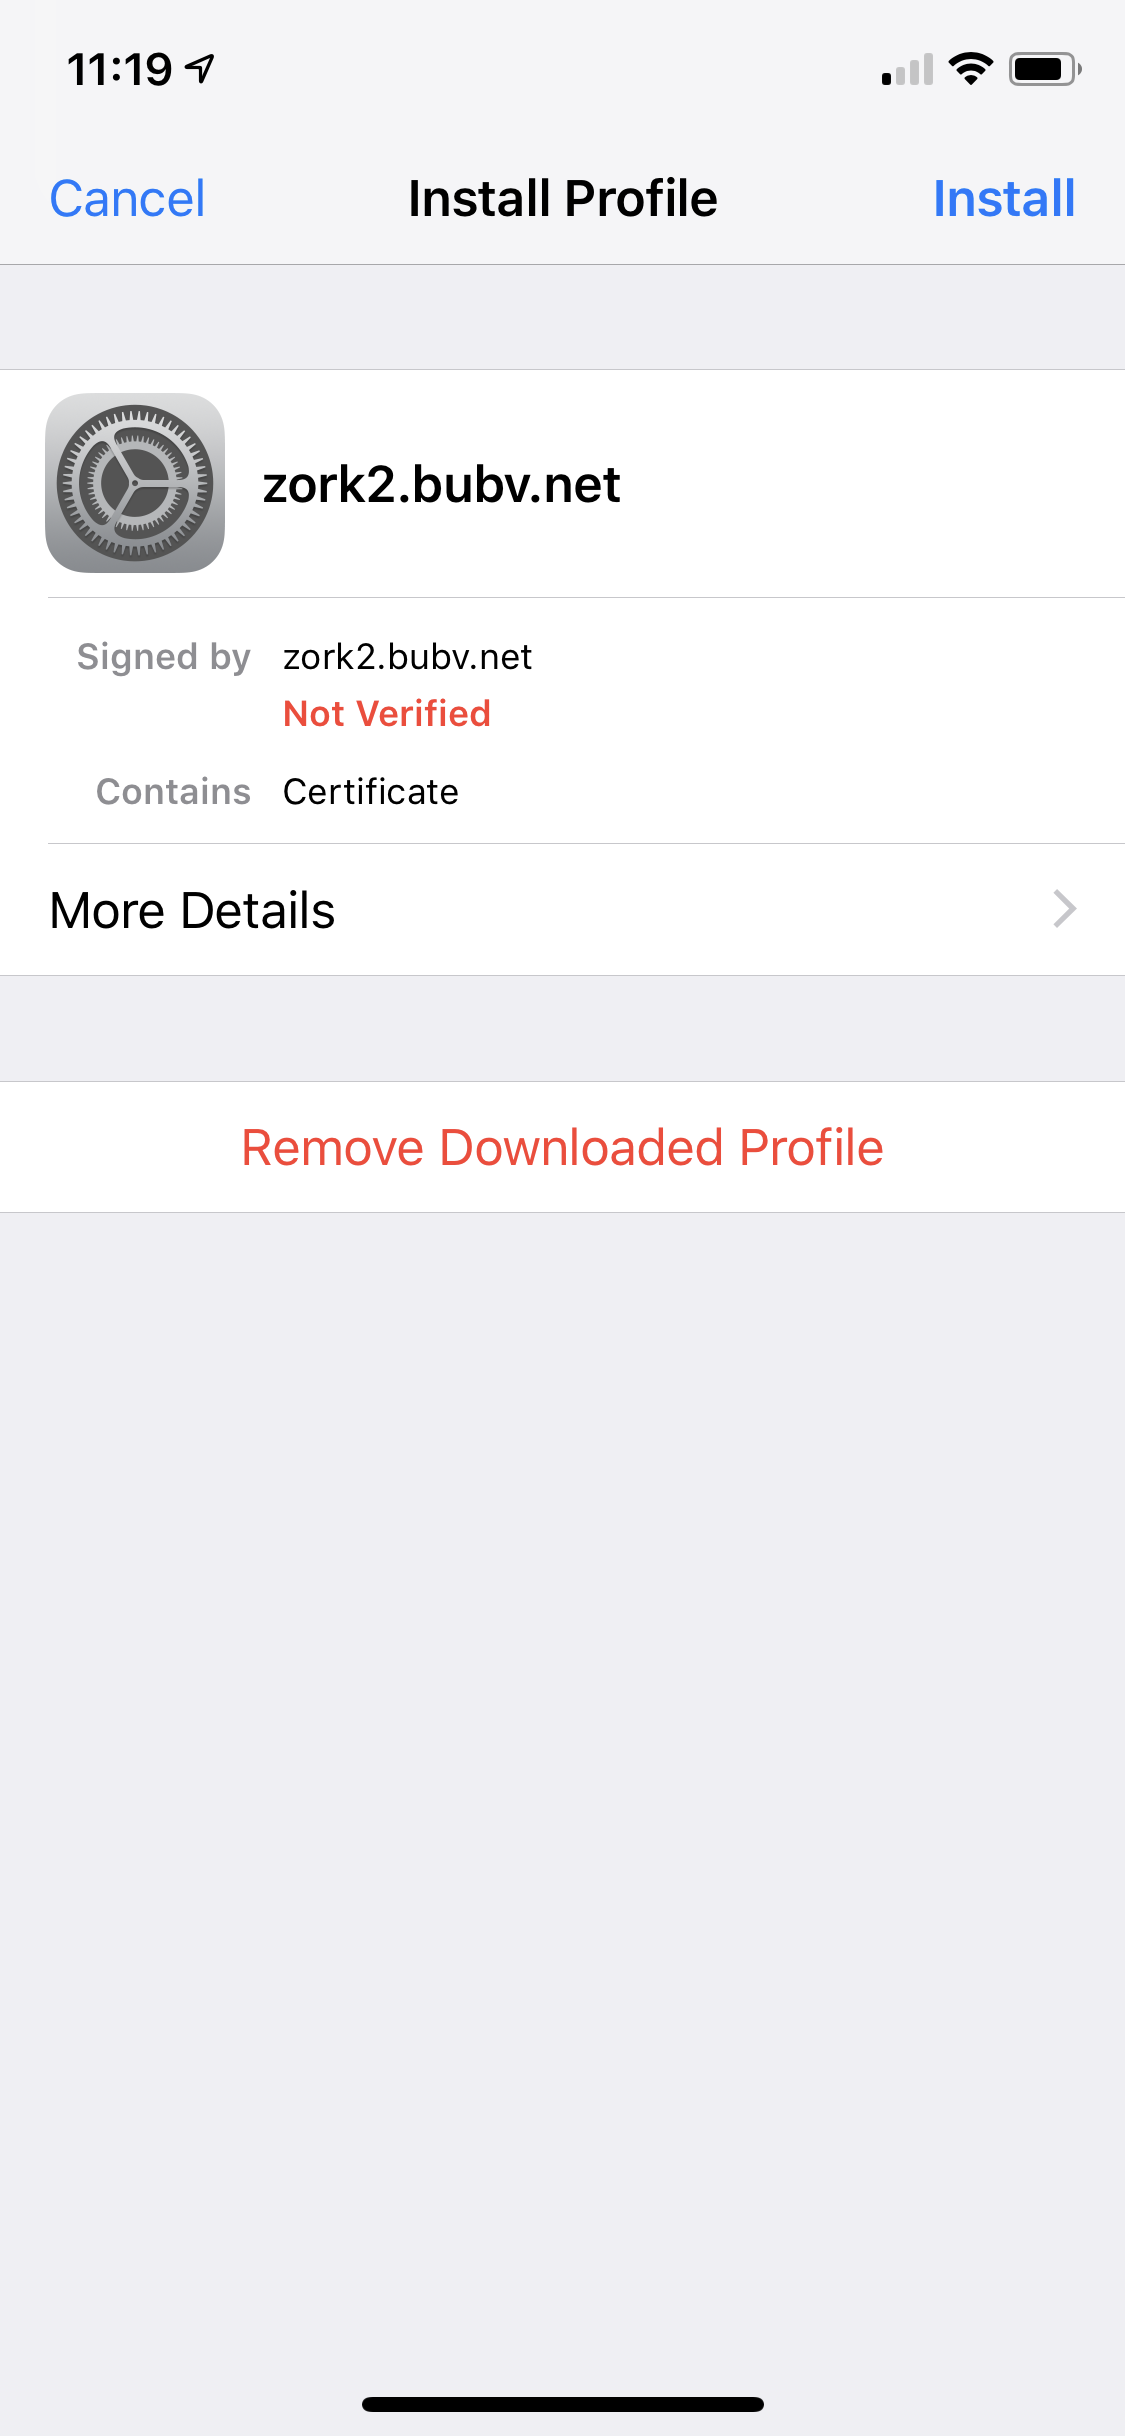 11:19
Cancel Install Profile Install
zork2.bubv.net
Signed by zork2.bubv.net
Not Verified
Contains Certificate
More Details
Remove Downloaded Profile